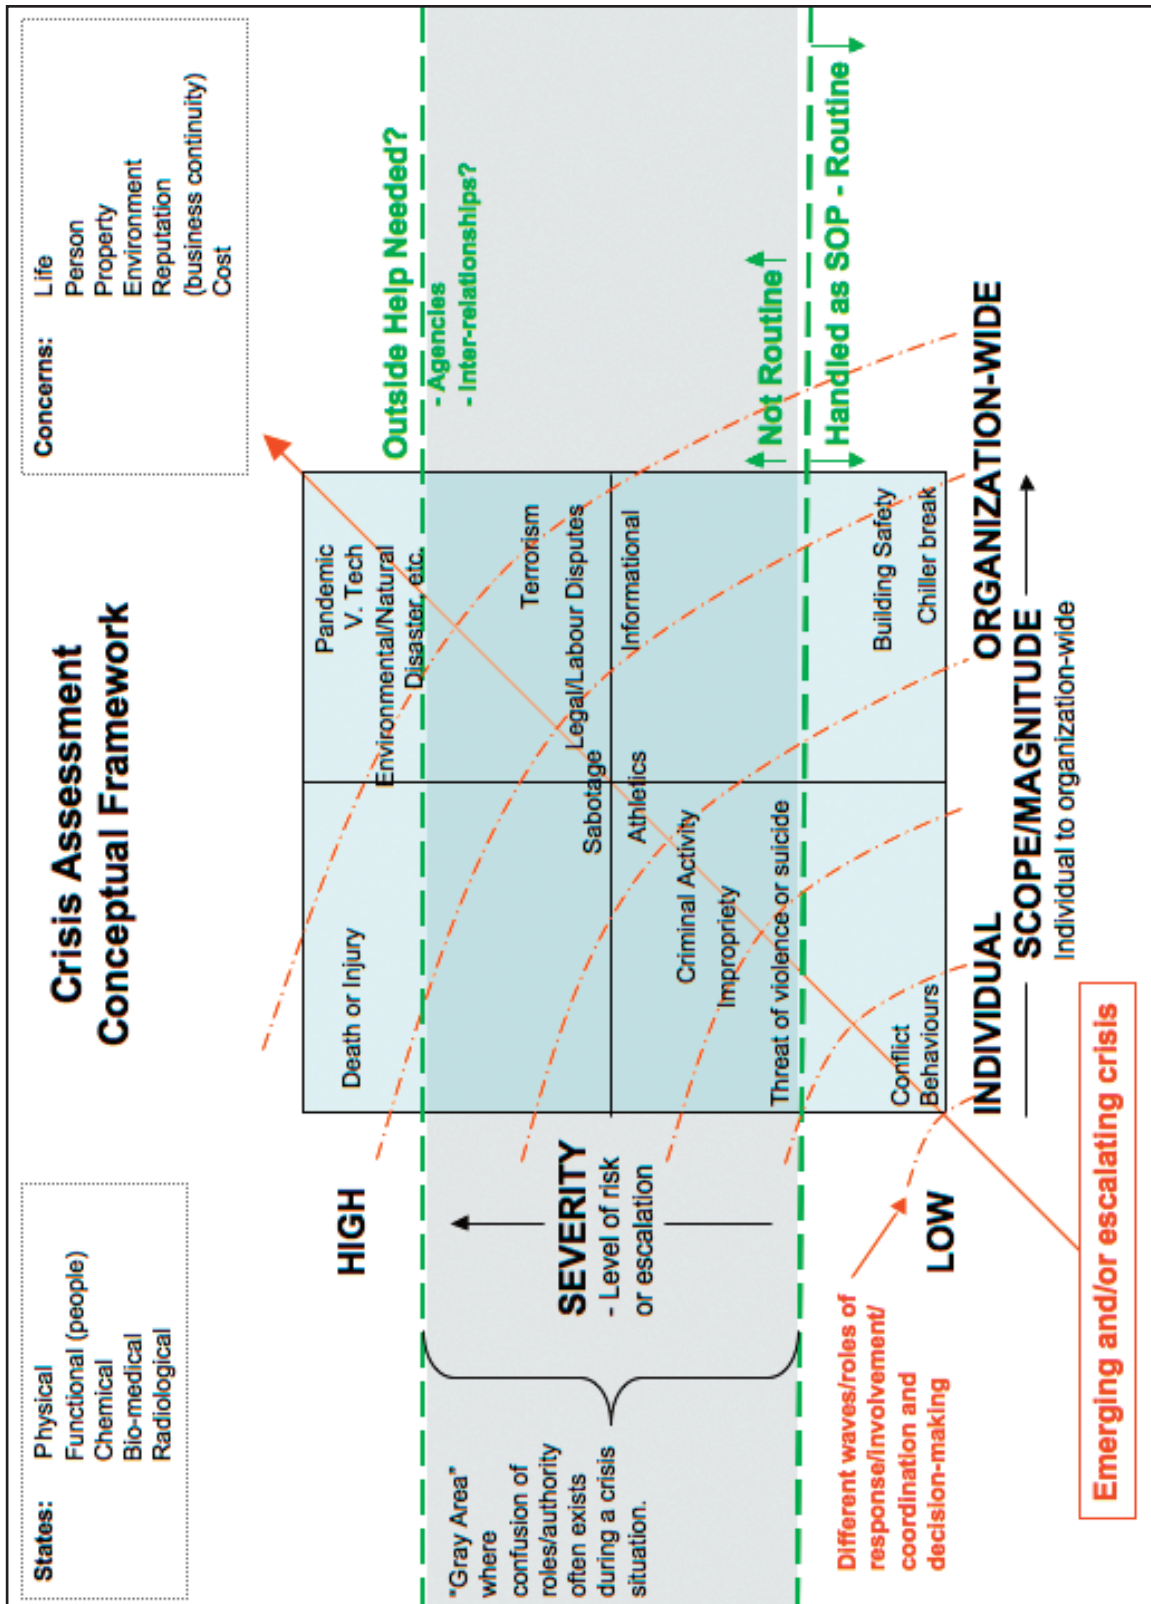 Crisis Assessment
Conceptual Framework
States: Physical
Functional (people)
Chemical
Bio-medical
Radiological
Concerns: Life
Person
Property
Environment
Reputation
(business continuity)
Cost
HIGH
SEVERITY
- Level of risk
or escalation
LOW
"Gray Area"
where
confusion of
roles/authority
often exists
during a crisis
situation.
Different waves/roles of
response/involvement/
coordination and
decision-making
Emerging and/or escalating crisis
Death or Injury
Pandemic
V. Tech
Environmental/Natural
Disaster, etc.
Terrorism
Legal/Labour Disputes
Sabotage
Athletics
Informational
Criminal Activity
Impropriety
Threat of violence or suicide
Conflict
Behaviours
Building Safety
Chiller break
Outside Help Needed?
- Agencies
- Inter-relationships?
Not Routine
Handled as SOP - Routine
INDIVIDUAL
ORGANIZATION-WIDE
SCOPE/MAGNITUDE
Individual to organization-wide